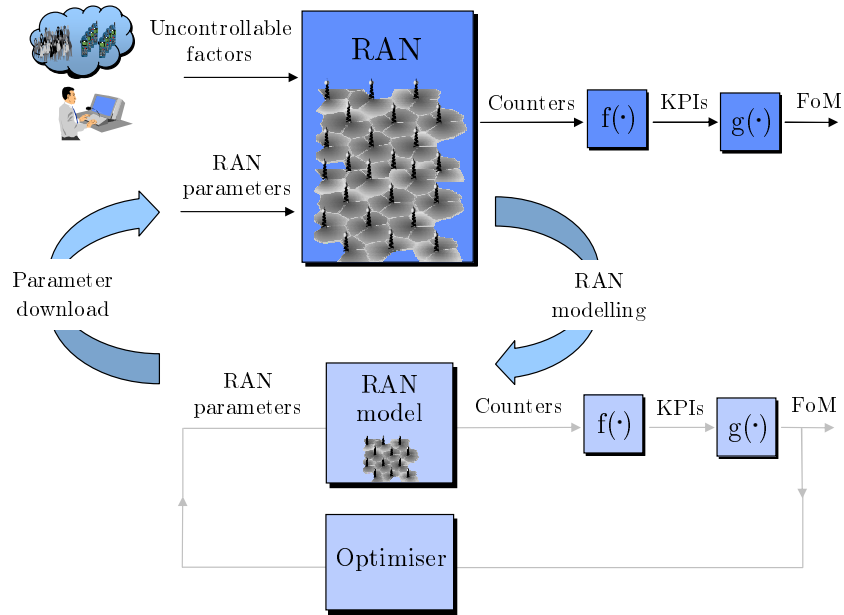 Uncontrollable
factors
RAN
Counters
f(·)
KPIs
g(·)
FoM
RAN
parameters
Parameter
download
RAN
modelling
RAN
parameters
RAN
model
Counters
f(·)
KPIs
g(·)
FoM
Optimiser